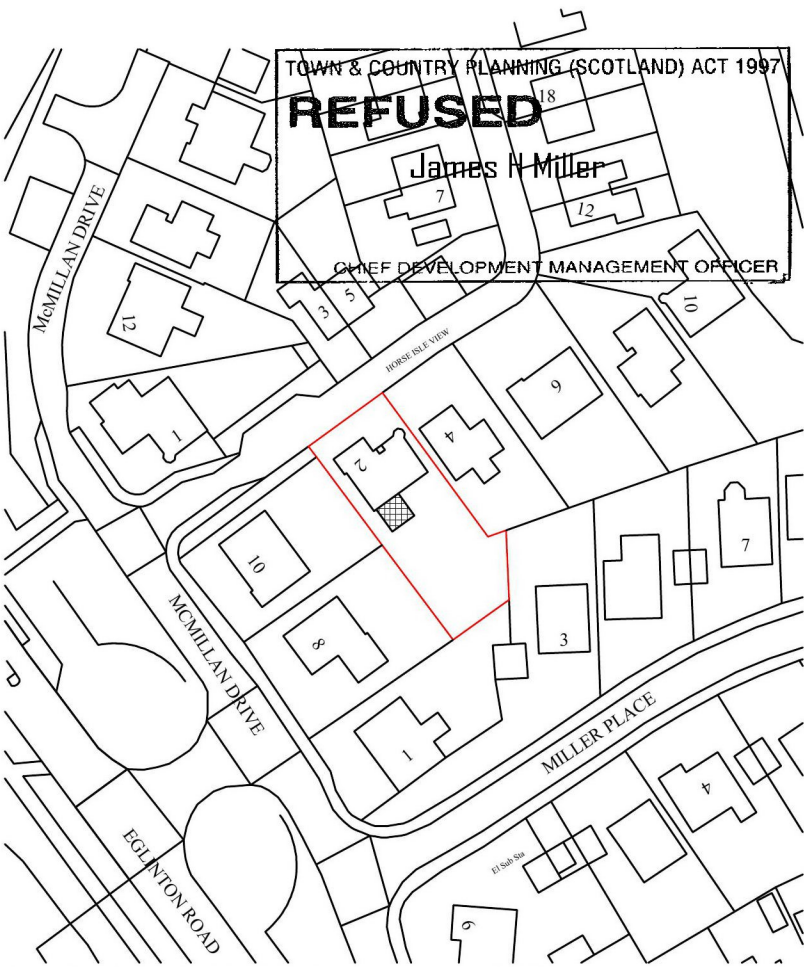 TOWN & COUNTRY PLANNING (SCOTLAND) ACT 1997
REFUSED
18
James H Miller
7
12
CHIEF DEVELOPMENT MANAGEMENT OFFICER
McMILLAN DRIVE
12
3
5
10
HORSE ISLE VIEW
1
2
4
9
10
8
MCMILLAN DRIVE
7
3
1
MILLER PLACE
4
EGLINTON ROAD
El Sub Sta
6